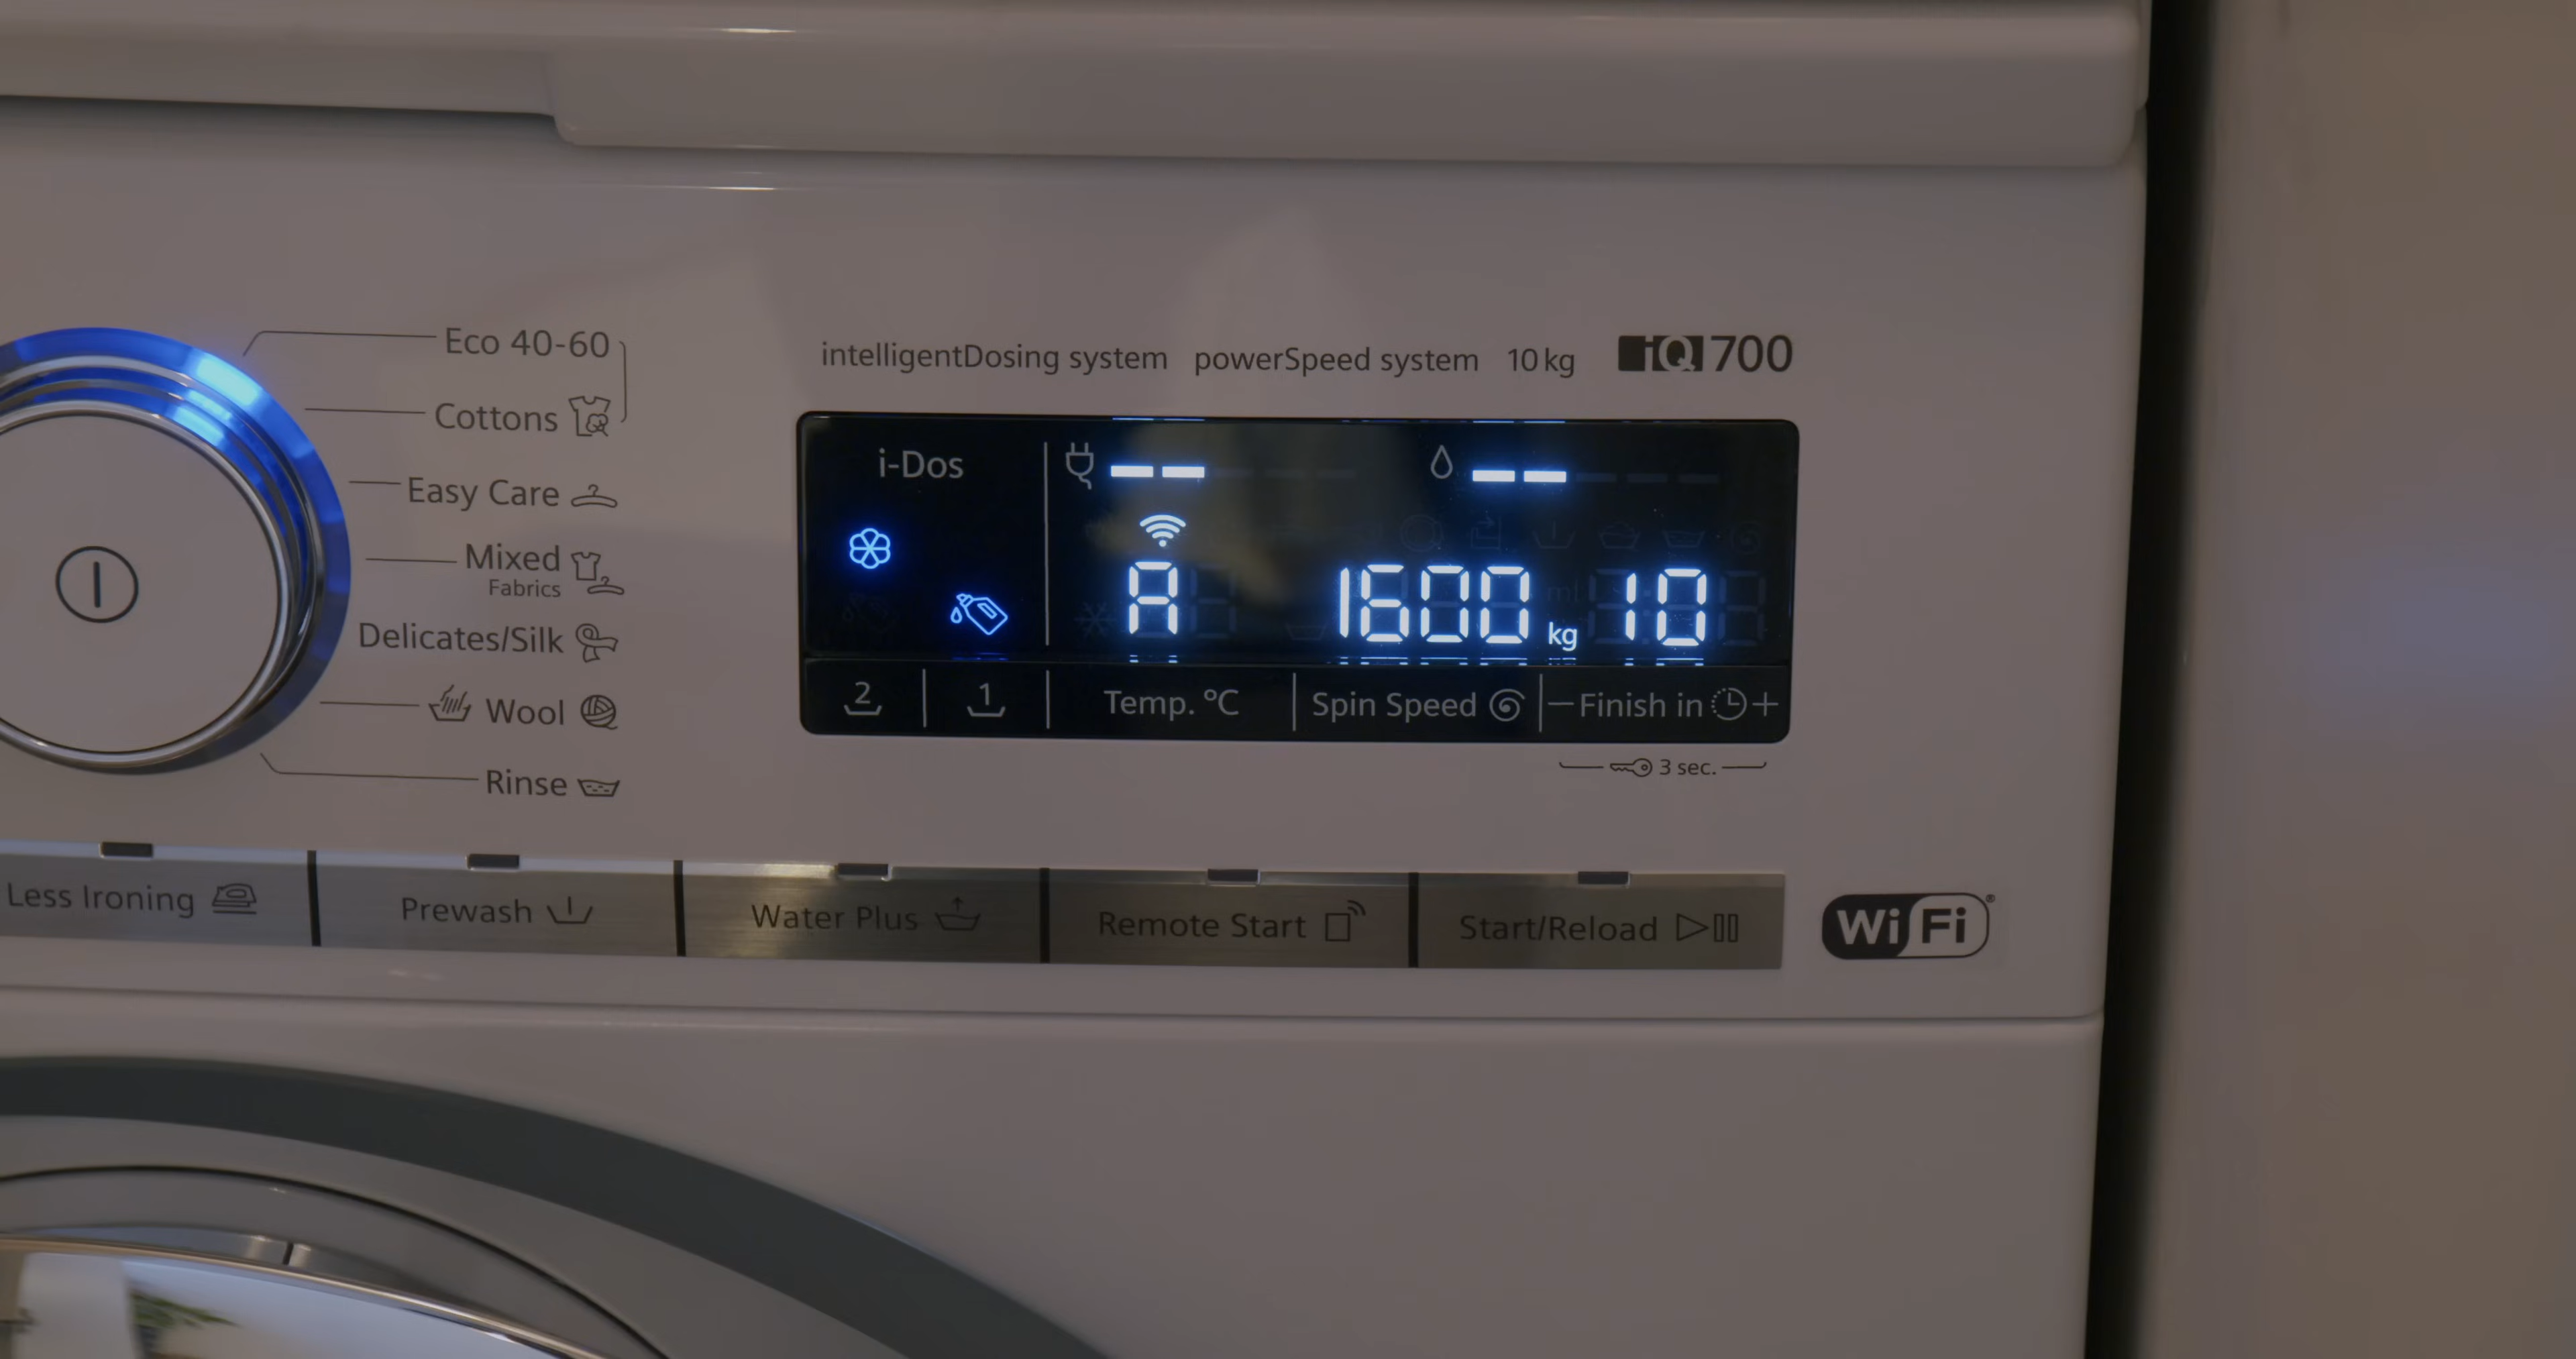 Eco 40-60
Cottons
Easy Care
Mixed
Fabrics
Delicates/Silk
Wool
Rinse
intelligentDosing system powerSpeed system 10 kg iQ700
i-Dos
A 1600 kg 10
2 1 Temp. °C Spin Speed − Finish in +
3 sec.
Less Ironing Prewash Water Plus Remote Start Start/Reload
WiFi®